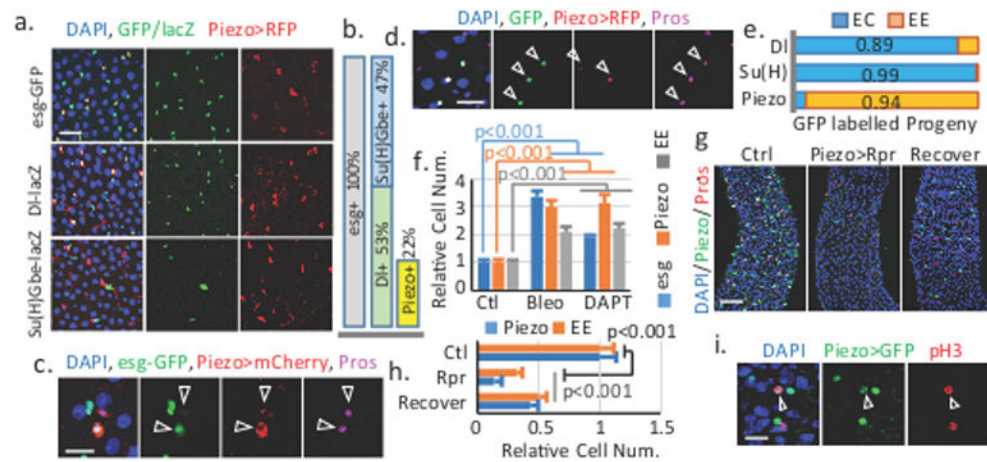 a.
DAPI, GFP/lacZ Piezo>RFP
esg-GFP
Dl-lacZ
Su(H)Gbe-lacZ
b.
esg+ 100%
Su(H)Gbe+ 47%
Dl+ 53%
Piezo+ 22%
c.
DAPI, esg-GFP, Piezo>mCherry, Pros
d.
DAPI, GFP, Piezo>RFP, Pros
e.
EC EE
Dl 0.89
Su(H) 0.99
Piezo 0.94
GFP labelled Progeny
f.
p<0.001
p<0.001
p<0.001
Relative Cell Num.
4
3
2
1
0
Ctl Bleo DAPT
esg Piezo EE
g.
Ctrl Piezo>Rpr Recover
DAPI/Piezo/Pros
h.
Piezo EE
Ctl
Rpr
Recover
p<0.001
p<0.001
0 0.5 1 1.5
Relative Cell Num.
i.
DAPI Piezo>GFP pH3